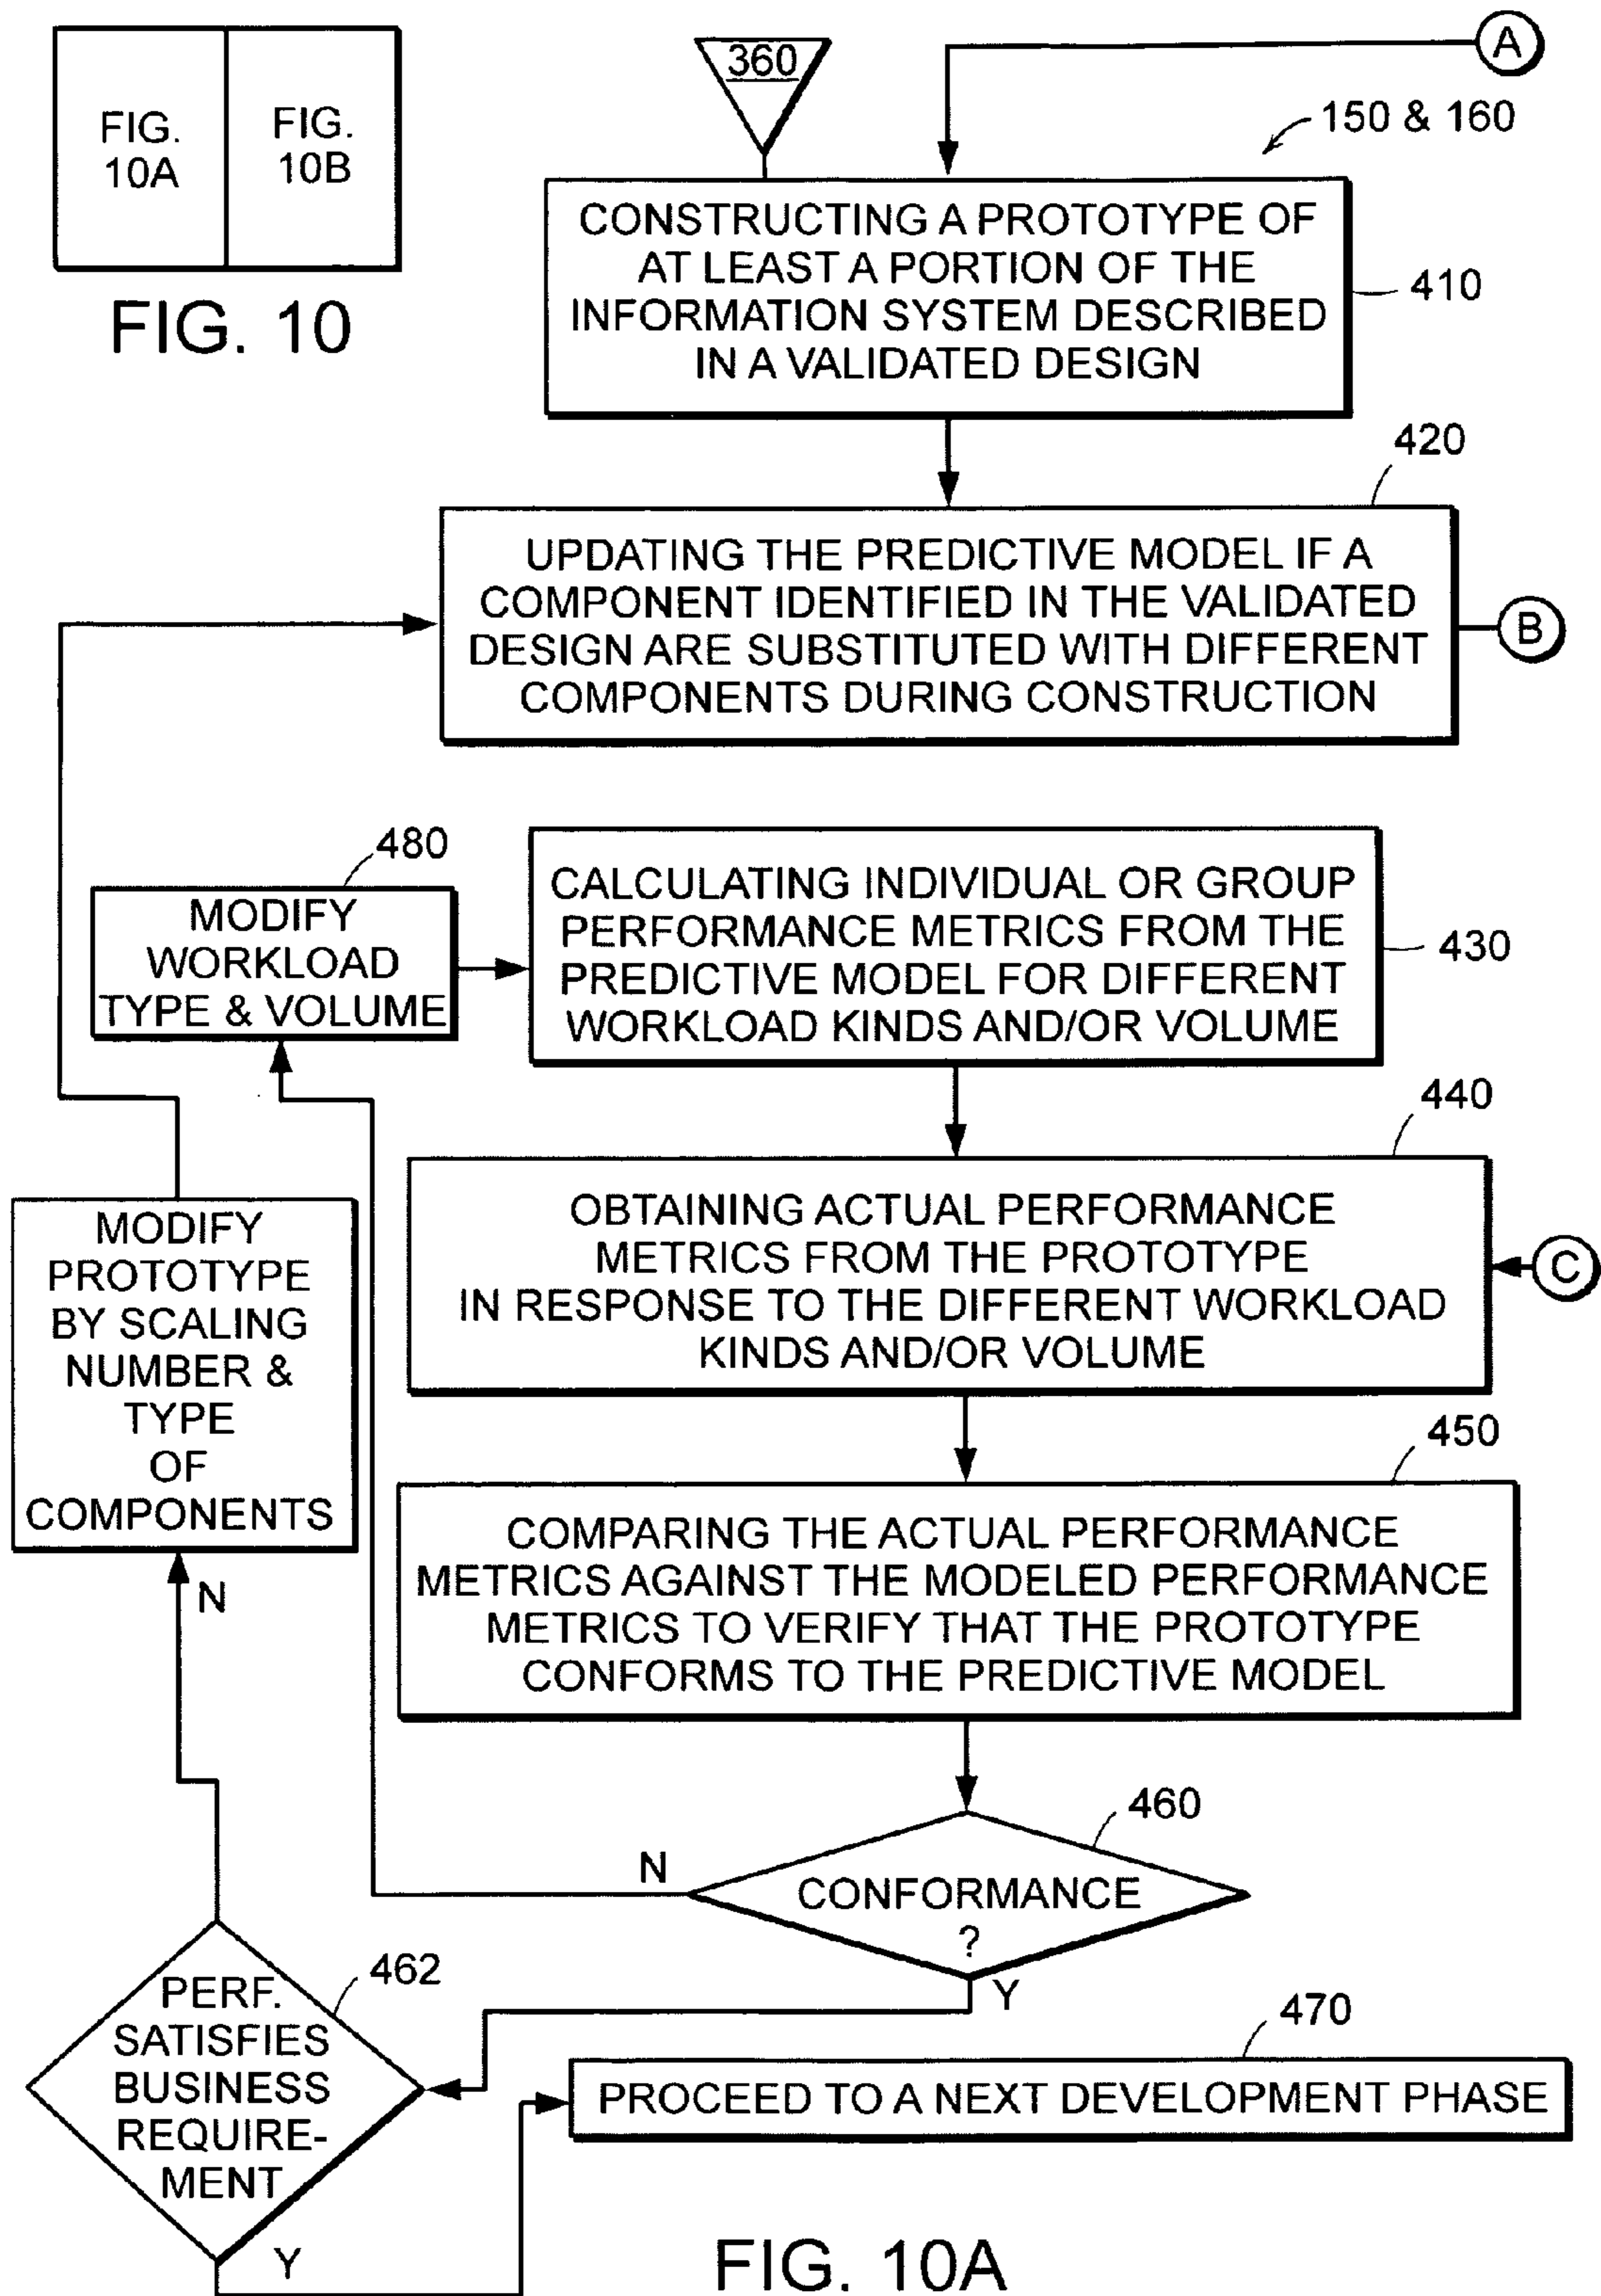 FIG.
10A
FIG.
10B
FIG. 10
360
A
150 & 160
CONSTRUCTING A PROTOTYPE OF
AT LEAST A PORTION OF THE
INFORMATION SYSTEM DESCRIBED
IN A VALIDATED DESIGN
410
420
UPDATING THE PREDICTIVE MODEL IF A
COMPONENT IDENTIFIED IN THE VALIDATED
DESIGN ARE SUBSTITUTED WITH DIFFERENT
COMPONENTS DURING CONSTRUCTION
B
480
MODIFY
WORKLOAD
TYPE & VOLUME
CALCULATING INDIVIDUAL OR GROUP
PERFORMANCE METRICS FROM THE
PREDICTIVE MODEL FOR DIFFERENT
WORKLOAD KINDS AND/OR VOLUME
430
440
OBTAINING ACTUAL PERFORMANCE
METRICS FROM THE PROTOTYPE
IN RESPONSE TO THE DIFFERENT WORKLOAD
KINDS AND/OR VOLUME
C
MODIFY
PROTOTYPE
BY SCALING
NUMBER &
TYPE
OF
COMPONENTS
N
450
COMPARING THE ACTUAL PERFORMANCE
METRICS AGAINST THE MODELED PERFORMANCE
METRICS TO VERIFY THAT THE PROTOTYPE
CONFORMS TO THE PREDICTIVE MODEL
460
N
CONFORMANCE
?
Y
462
PERF.
SATISFIES
BUSINESS
REQUIRE-
MENT
Y
470
PROCEED TO A NEXT DEVELOPMENT PHASE
FIG. 10A